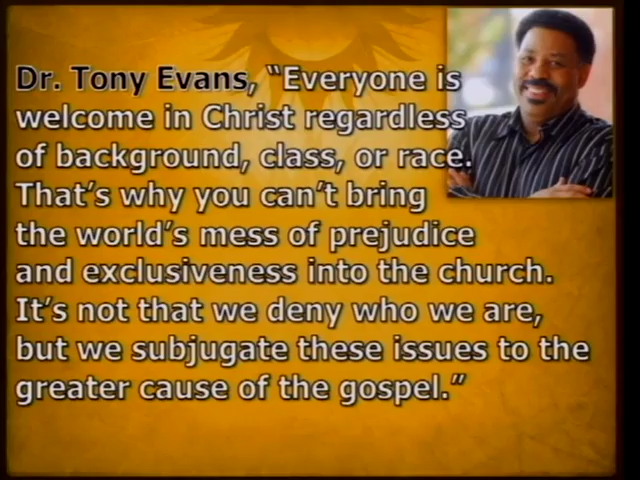 Dr. Tony Evans, “Everyone is
welcome in Christ regardless
of background, class, or race.
That’s why you can’t bring
the world’s mess of prejudice
and exclusiveness into the church.
It’s not that we deny who we are,
but we subjugate these issues to the
greater cause of the gospel.”